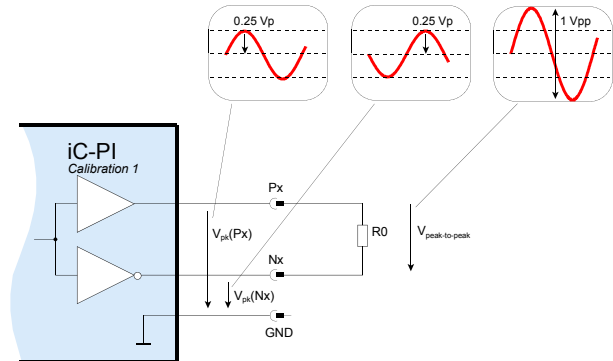 0.25 Vp
0.25 Vp
1 Vpp
iC-PI
Calibration 1
Px
Vpk(Px)
R0
Vpeak-to-peak
Nx
Vpk(Nx)
GND